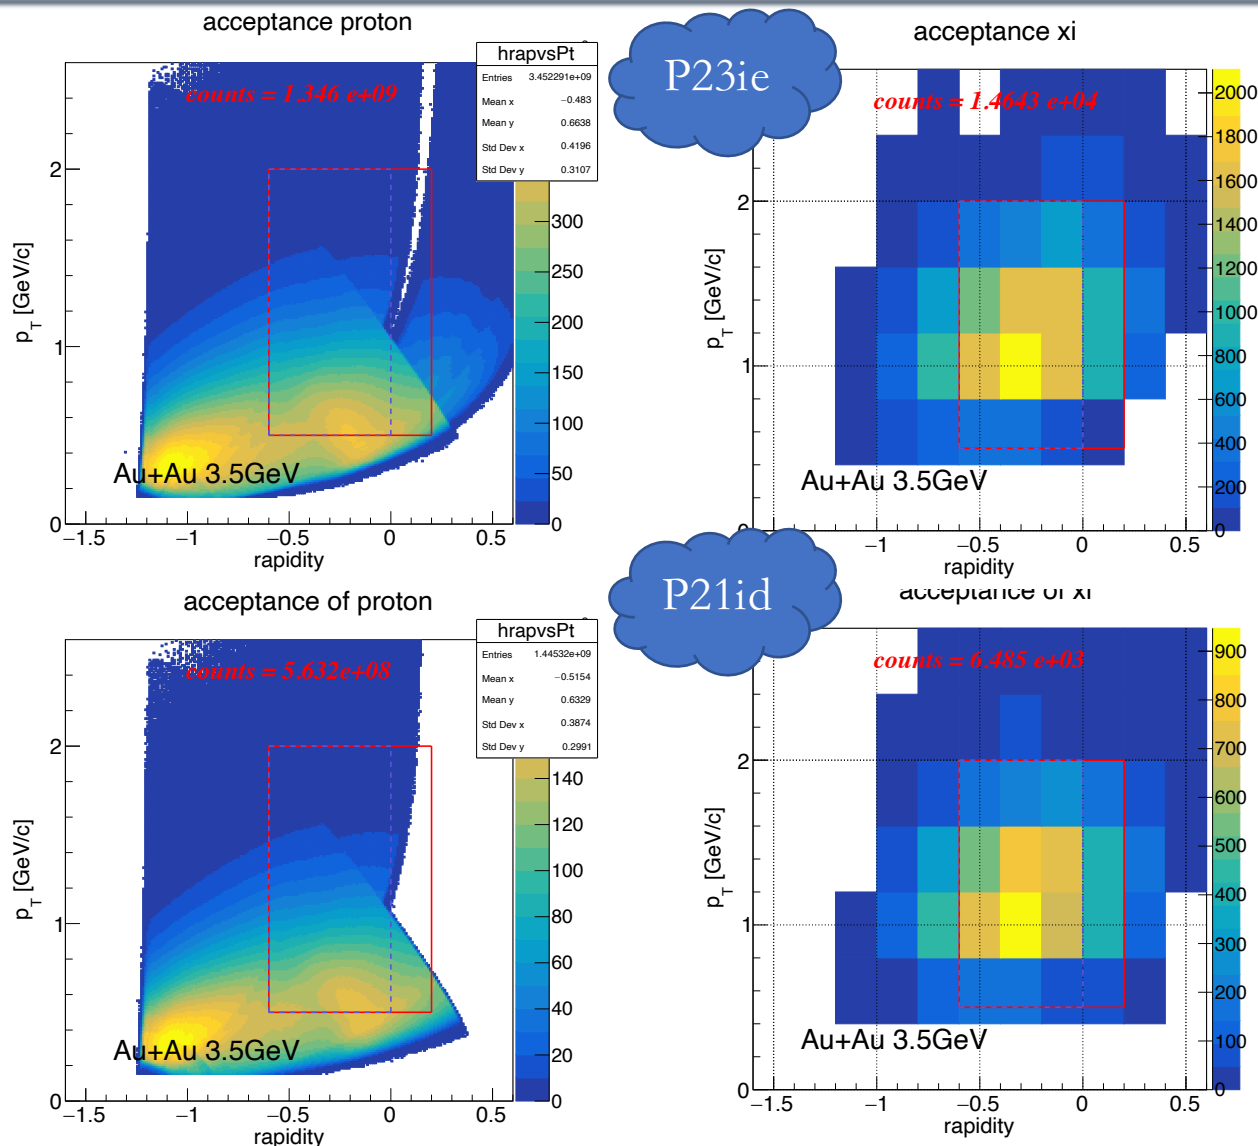 acceptance proton
counts = 1.346 e+09
hrapvsPt
Entries 3.452291e+09
Mean x −0.483
Mean y 0.6638
Std Dev x 0.4196
Std Dev y 0.3107
300
250
200
150
100
50
0
2
1
0
p_T [GeV/c]
Au+Au 3.5GeV
−1.5 −1 −0.5 0 0.5
rapidity
P23ie
acceptance xi
counts = 1.4643 e+04
2000
1800
1600
1400
1200
1000
800
600
400
200
0
2
1
0
p_T [GeV/c]
Au+Au 3.5GeV
−1 −0.5 0 0.5
rapidity
P21id
acceptance of proton
counts = 5.632e+08
hrapvsPt
Entries 1.44532e+09
Mean x −0.5154
Mean y 0.6329
Std Dev x 0.3874
Std Dev y 0.2991
140
120
100
80
60
40
20
0
2
1
0
p_T [GeV/c]
Au+Au 3.5GeV
−1.5 −1 −0.5 0 0.5
rapidity
acceptance of xi
counts = 6.485 e+03
900
800
700
600
500
400
300
200
100
0
2
1
0
p_T [GeV/c]
Au+Au 3.5GeV
−1.5 −1 −0.5 0 0.5
rapidity